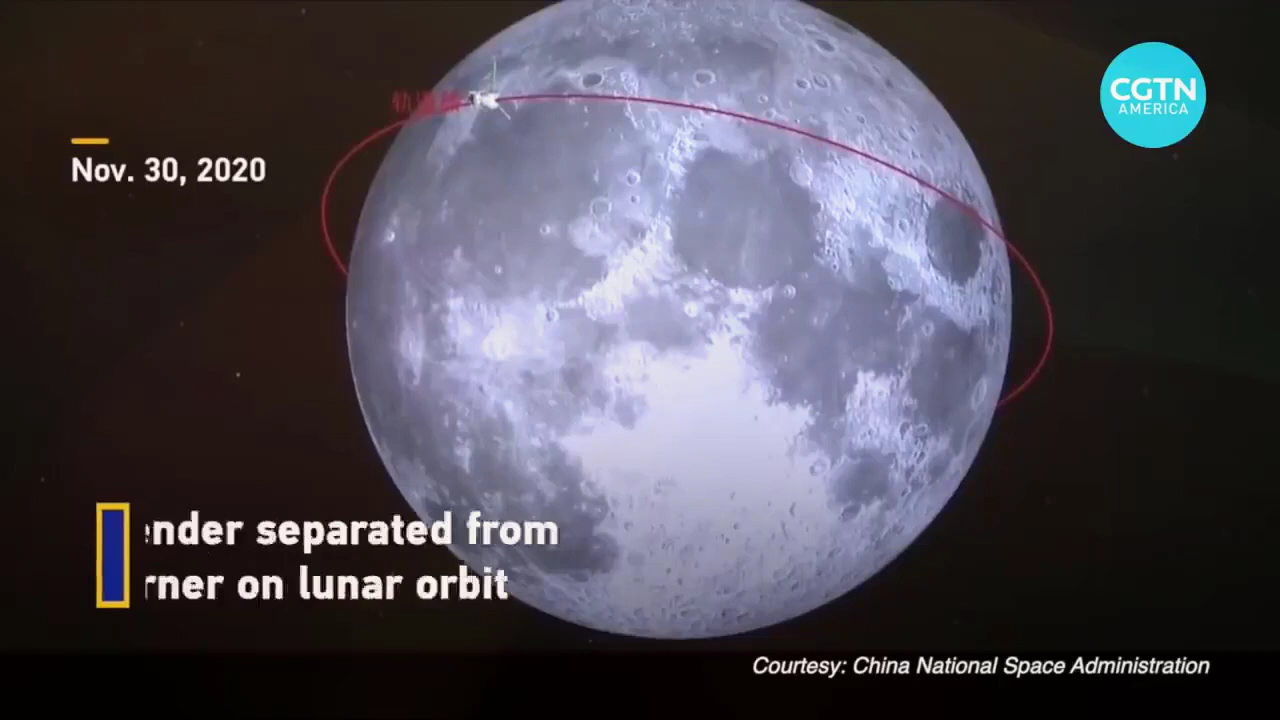 CGTN
AMERICA
Nov. 30, 2020
ender separated from
rner on lunar orbit
Courtesy: China National Space Administration